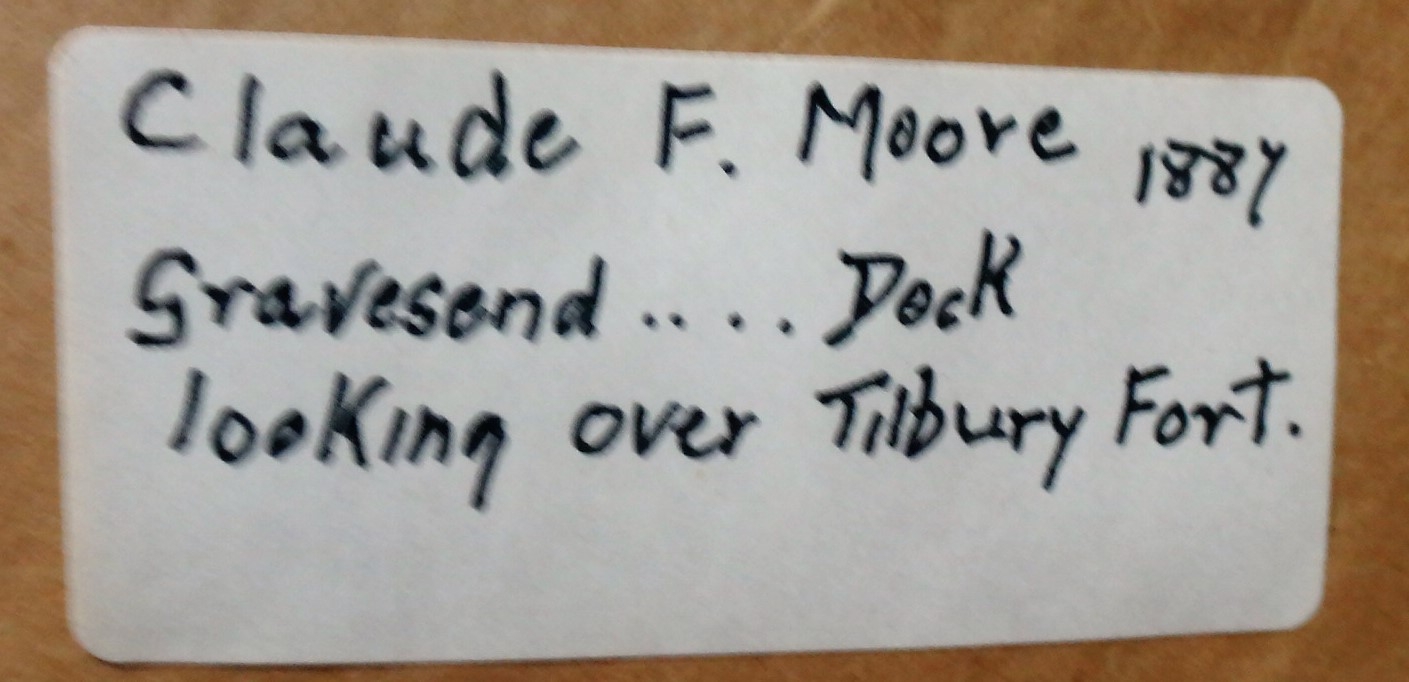 Claude F. Moore 1887
Gravesend .... Dock
looking over Tilbury Fort.